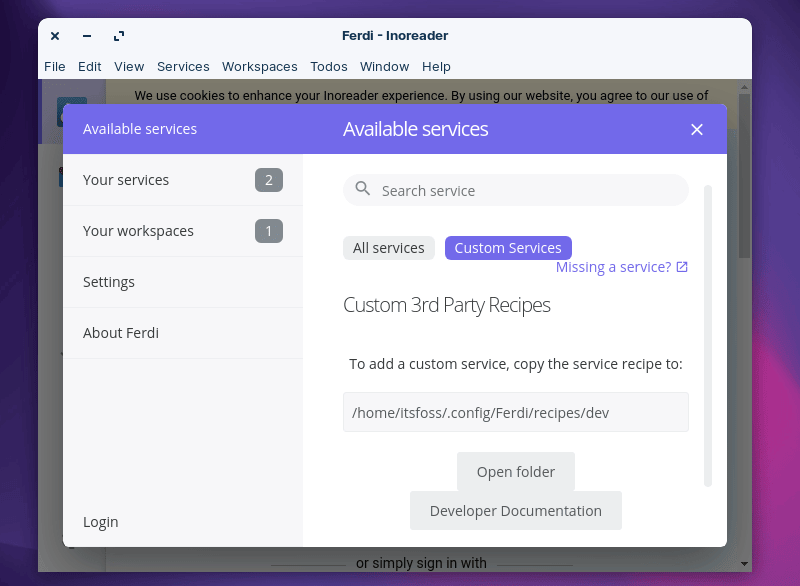 Ferdi - Inoreader
File Edit View Services Workspaces Todos Window Help
We use cookies to enhance your Inoreader experience. By using our website, you agree to our use of
Available services
Available services
Your services 2
Your workspaces 1
Settings
About Ferdi
Login
Search service
All services Custom Services
Missing a service?
Custom 3rd Party Recipes
To add a custom service, copy the service recipe to:
/home/itsfoss/.config/Ferdi/recipes/dev
Open folder
Developer Documentation
or simply sign in with